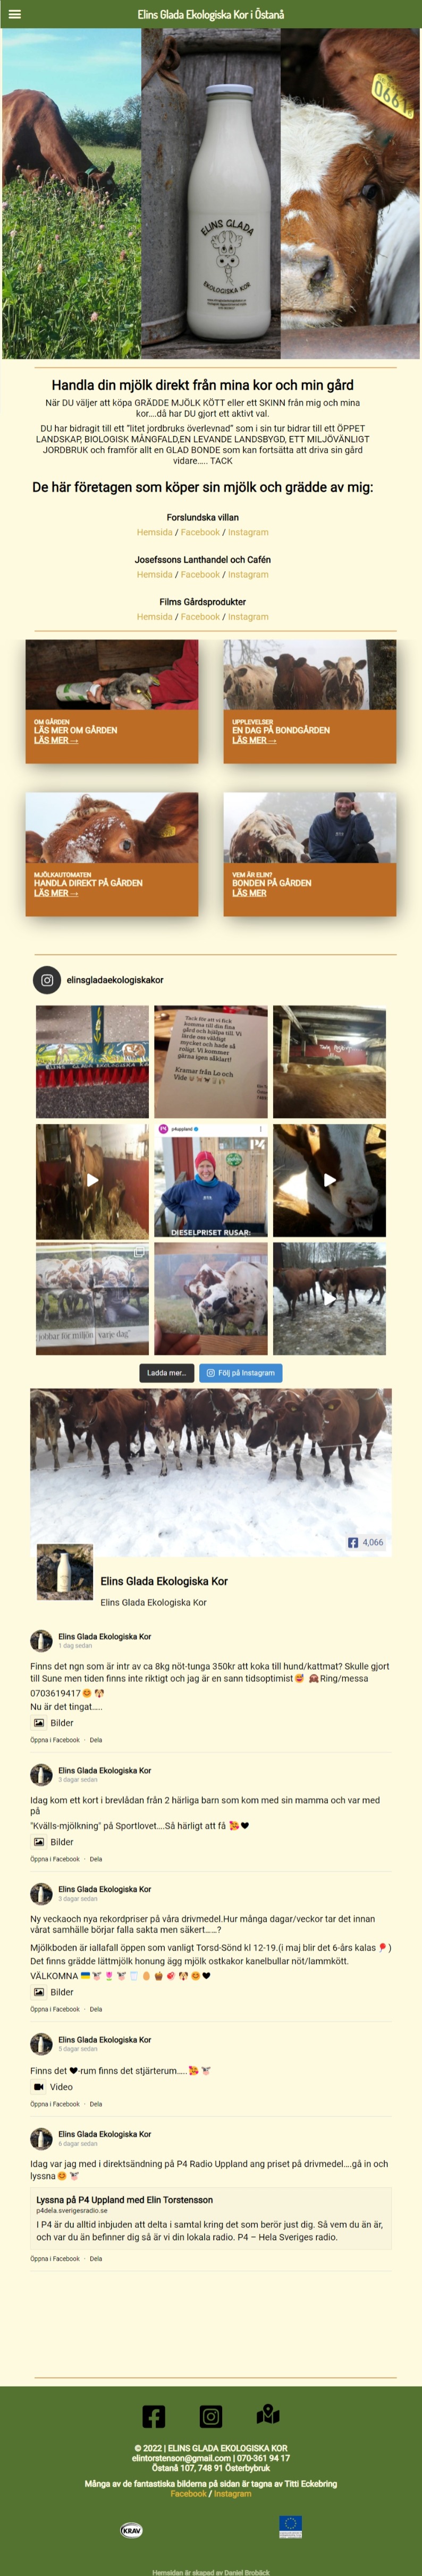 Elins Glada Ekologiska Kor i Östanå
0661
ELINS GLADA
EKOLOGISKA KOR
Handla din mjölk direkt från mina kor och min gård
När DU väljer att köpa GRÄDDE MJÖLK KÖTT eller ett SKINN från mig och mina
kor....då har DU gjort ett aktivt val.
DU har bidragit till ett "litet jordbruks överlevnad" som i sin tur bidrar till ett ÖPPET
LANDSKAP, BIOLOGISK MÅNGFALD,EN LEVANDE LANDSBYGD, ETT MILJÖVÄNLIGT
JORDBRUK och framför allt en GLAD BONDE som kan fortsätta att driva sin gård
vidare..... TACK
De här företagen som köper sin mjölk och grädde av mig:
Forslundska villan
Hemsida / Facebook / Instagram
Josefssons Lanthandel och Cafén
Hemsida / Facebook / Instagram
Films Gårdsprodukter
Hemsida / Facebook / Instagram
OM GÅRDEN
LÄS MER OM GÅRDEN
LÄS MER →
UPPLEVELSER
EN DAG PÅ BONDGÅRDEN
LÄS MER →
MJÖLKAUTOMATEN
HANDLA DIREKT PÅ GÅRDEN
LÄS MER →
VEM ÄR ELIN?
BONDEN PÅ GÅRDEN
LÄS MER
elinsgladaekologiskakor
ELINS GLADA EKOLOGISKA
Tack för att vi fick
komma till din fina
gård och hjälpa till. Vi
lärde oss väldigt
mycket och hade så
roligt. Vi kommer
gärna igen såklart!
Kramar från Lo och
Vide
p4uppland
P4
DIESELPRISET RUSAR:
jobbar för miljön varje dag"
Ladda mer...
Följ på Instagram
4,066
Elins Glada Ekologiska Kor
Elins Glada Ekologiska Kor
Elins Glada Ekologiska Kor
1 dag sedan
Finns det ngn som är intr av ca 8kg nöt-tunga 350kr att koka till hund/kattmat? Skulle gjort
till Sune men tiden finns inte riktigt och jag är en sann tidsoptimist😅 🙈Ring/messa
0703619417😊🐶
Nu är det tingat.....
Bilder
Öppna i Facebook · Dela
Elins Glada Ekologiska Kor
3 dagar sedan
Idag kom ett kort i brevlådan från 2 härliga barn som kom med sin mamma och var med
på
"Kvälls-mjölkning" på Sportlovet....Så härligt att få 🥰🖤
Bilder
Öppna i Facebook · Dela
Elins Glada Ekologiska Kor
3 dagar sedan
Ny veckaoch nya rekordpriser på våra drivmedel.Hur många dagar/veckor tar det innan
vårat samhälle börjar falla sakta men säkert......?
Mjölkboden är iallafall öppen som vanligt Torsd-Sönd kl 12-19.(i maj blir det 6-års kalas 🎈)
Det finns grädde lättmjölk honung ägg mjölk ostkakor kanelbullar nöt/lammkött.
VÄLKOMNA 🇺🇦🐮🌷🐮🥛🥚🧁🥩🐶😊🖤
Bilder
Öppna i Facebook · Dela
Elins Glada Ekologiska Kor
5 dagar sedan
Finns det 🖤-rum finns det stjärterum.....🥰🐮
Video
Öppna i Facebook · Dela
Elins Glada Ekologiska Kor
6 dagar sedan
Idag var jag med i direktsändning på P4 Radio Uppland ang priset på drivmedel....gå in och
lyssna😊🐮
Lyssna på P4 Uppland med Elin Torstensson
p4dela.sverigesradio.se
I P4 är du alltid inbjuden att delta i samtal kring det som berör just dig. Så vem du än är,
och var du än befinner dig så är vi din lokala radio. P4 – Hela Sveriges radio.
Öppna i Facebook · Dela
© 2022 | ELINS GLADA EKOLOGISKA KOR
elintorstenson@gmail.com | 070-361 94 17
Östanå 107, 748 91 Österbybruk
Många av de fantastiska bilderna på sidan är tagna av Titti Eckebring
Facebook / Instagram
KRAV
Hemsidan är skapad av Daniel Brobäck